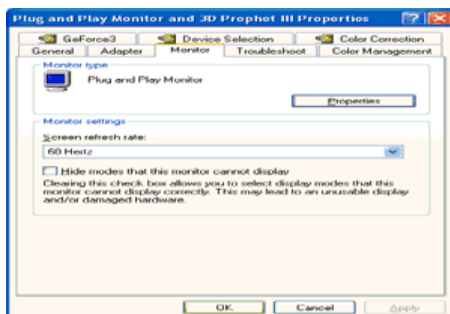 Plug and Play Monitor and 3D Prophet III Properties
GeForce3 Device Selection Color Correction
General Adapter Monitor Troubleshoot Color Management
Monitor type
Plug and Play Monitor
Properties
Monitor settings
Screen refresh rate:
60 Hertz
Hide modes that this monitor cannot display
Clearing this check box allows you to select display modes that this
monitor cannot display correctly. This may lead to an unusable display
and/or damaged hardware.
OK Cancel Apply